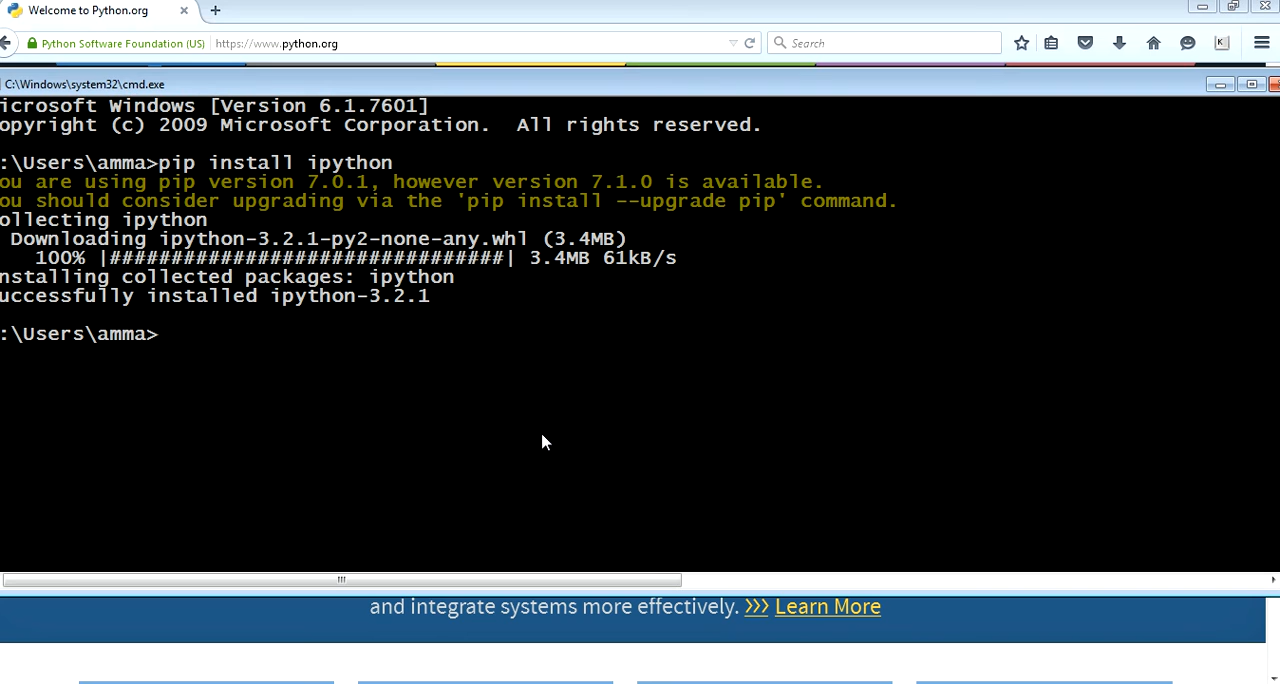 Welcome to Python.org
Python Software Foundation (US) https://www.python.org
Search
C:\Windows\system32\cmd.exe
icrosoft Windows [Version 6.1.7601]
opyright (c) 2009 Microsoft Corporation.  All rights reserved.
:\Users\amma>pip install ipython
ou are using pip version 7.0.1, however version 7.1.0 is available.
ou should consider upgrading via the 'pip install --upgrade pip' command.
ollecting ipython
Downloading ipython-3.2.1-py2-none-any.whl (3.4MB)
100% |################################| 3.4MB 61kB/s
nstalling collected packages: ipython
uccessfully installed ipython-3.2.1
:\Users\amma>
and integrate systems more effectively. >>> Learn More